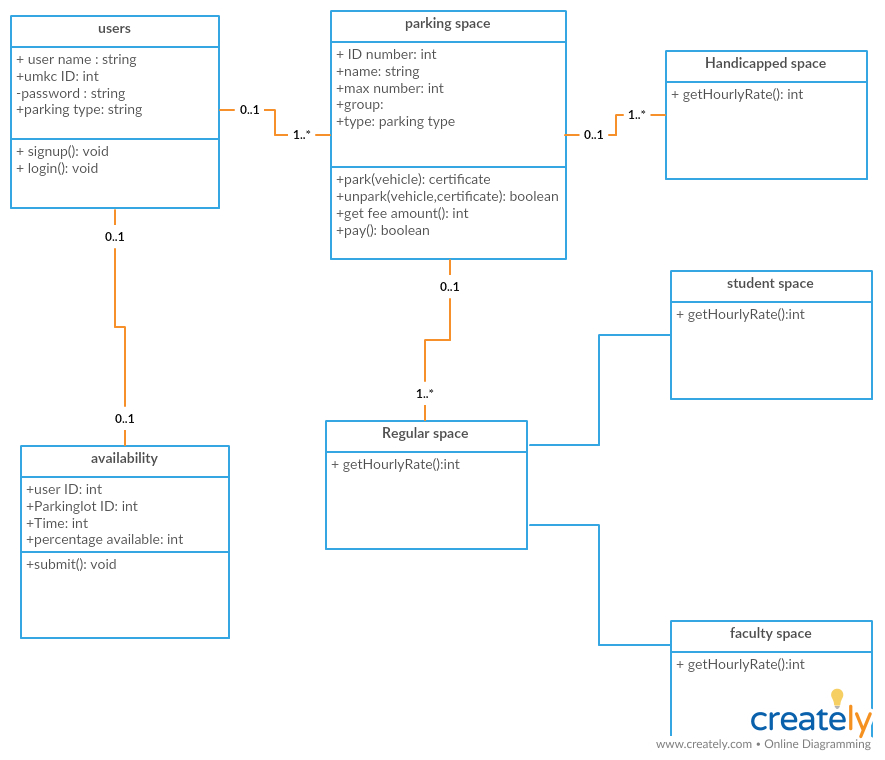 users
+ user name : string
+umkc ID: int
-password : string
+parking type: string
+ signup(): void
+ login(): void
0..1
1..*
parking space
+ ID number: int
+name: string
+max number: int
+group:
+type: parking type
+park(vehicle): certificate
+unpark(vehicle,certificate): boolean
+get fee amount(): int
+pay(): boolean
0..1
1..*
Handicapped space
+ getHourlyRate(): int
0..1
0..1
availability
+user ID: int
+Parkinglot ID: int
+Time: int
+percentage available: int
+submit(): void
0..1
1..*
Regular space
+ getHourlyRate():int
student space
+ getHourlyRate():int
faculty space
+ getHourlyRate():int
creately
www.creately.com • Online Diagramming